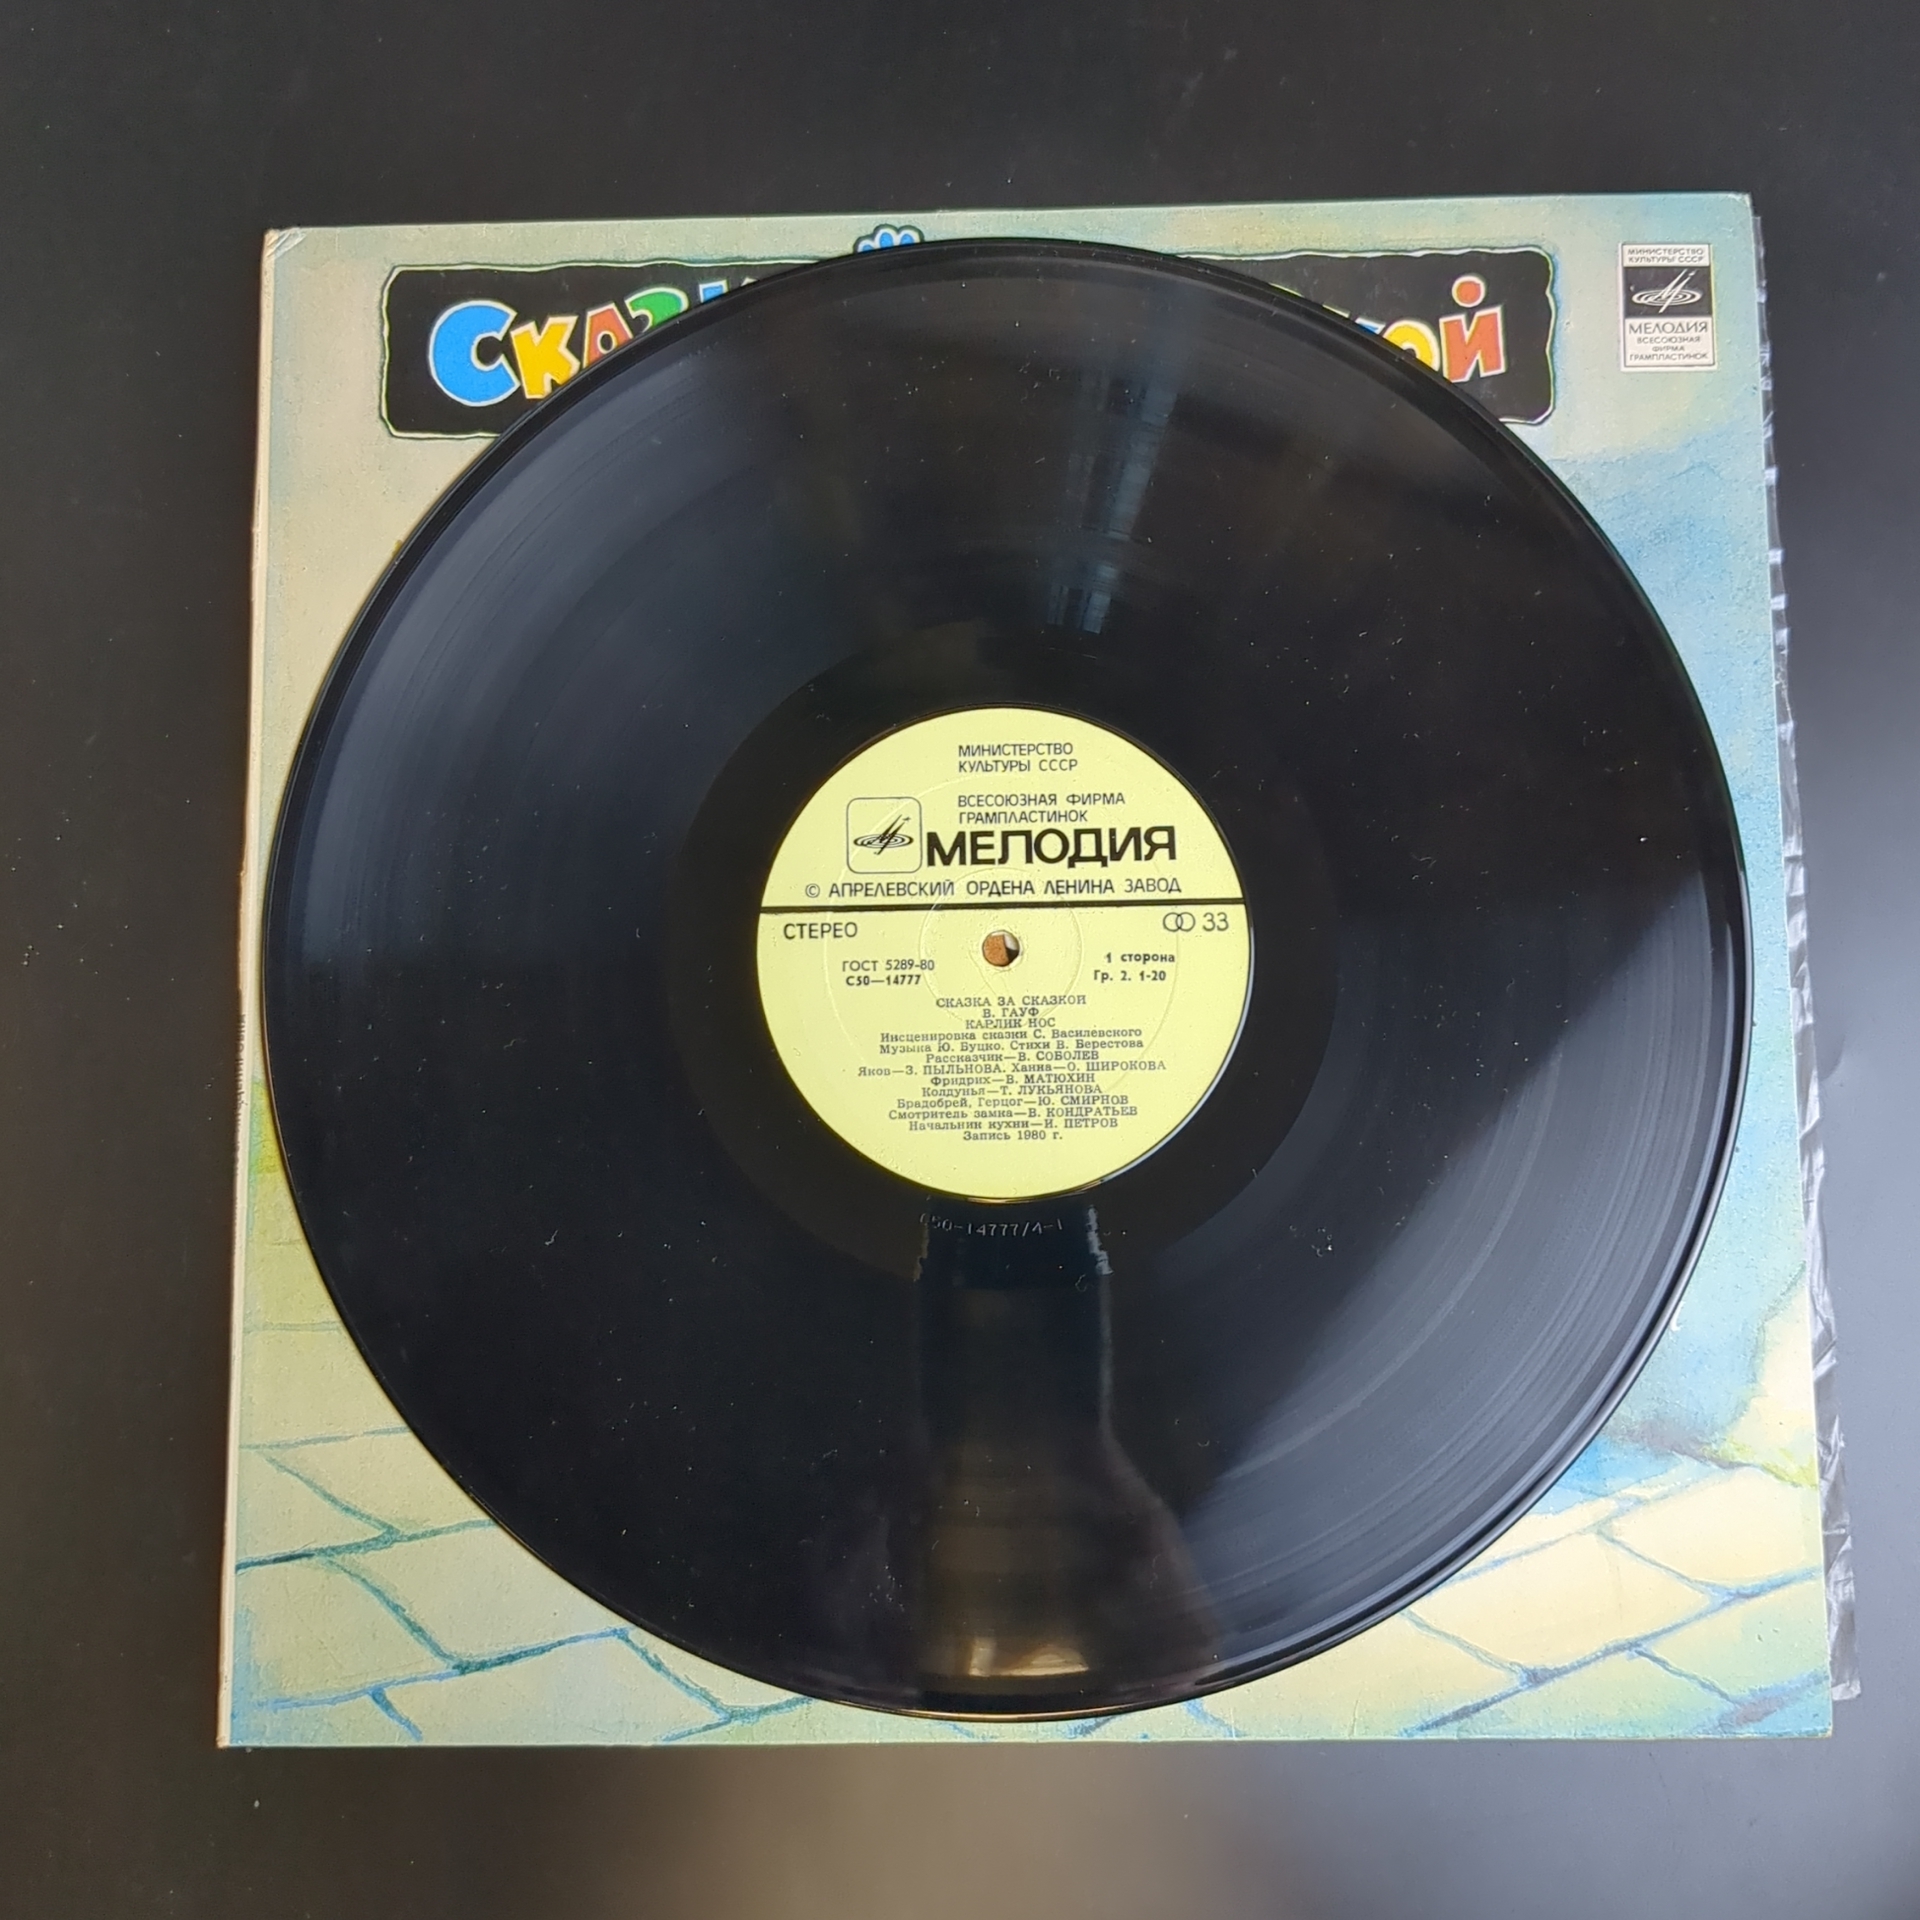 МИНИСТЕРСТВО
КУЛЬТУРЫ СССР
МЕЛОДИЯ
ВСЕСОЮЗНАЯ
ФИРМА
ГРАМПЛАСТИНОК
МИНИСТЕРСТВО
КУЛЬТУРЫ СССР
ВСЕСОЮЗНАЯ ФИРМА
ГРАМПЛАСТИНОК
МЕЛОДИЯ
© АПРЕЛЕВСКИЙ ОРДЕНА ЛЕНИНА ЗАВОД
СТЕРЕО
33
ГОСТ 5289-80
С50—14777
1 сторона
Гр. 2. 1-20
СКАЗКА ЗА СКАЗКОЙ
В. ГАУФ
КАРЛИК НОС
Инсценировка сказки С. Василевского
Музыка Ю. Буцко. Стихи В. Берестова
Рассказчик—В. СОБОЛЕВ
Яков—З. ПЫЛЬНОВА. Ханна—О. ШИРОКОВА
Фридрих—В. МАТЮХИН
Колдунья—Т. ЛУКЬЯНОВА
Брадобрей, Герцог—Ю. СМИРНОВ
Смотритель замка—В. КОНДРАТЬЕВ
Начальник кухни—И. ПЕТРОВ
Запись 1980 г.
С50-14777/4-1